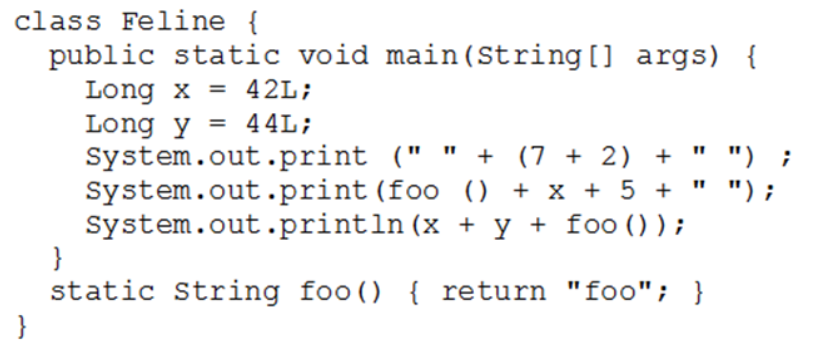 class Feline {
  public static void main(String[] args) {
    Long x = 42L;
    Long y = 44L;
    System.out.print (" " + (7 + 2) + " ") ;
    System.out.print(foo () + x + 5 + " ");
    System.out.println(x + y + foo());
  }
  static String foo() { return "foo"; }
}